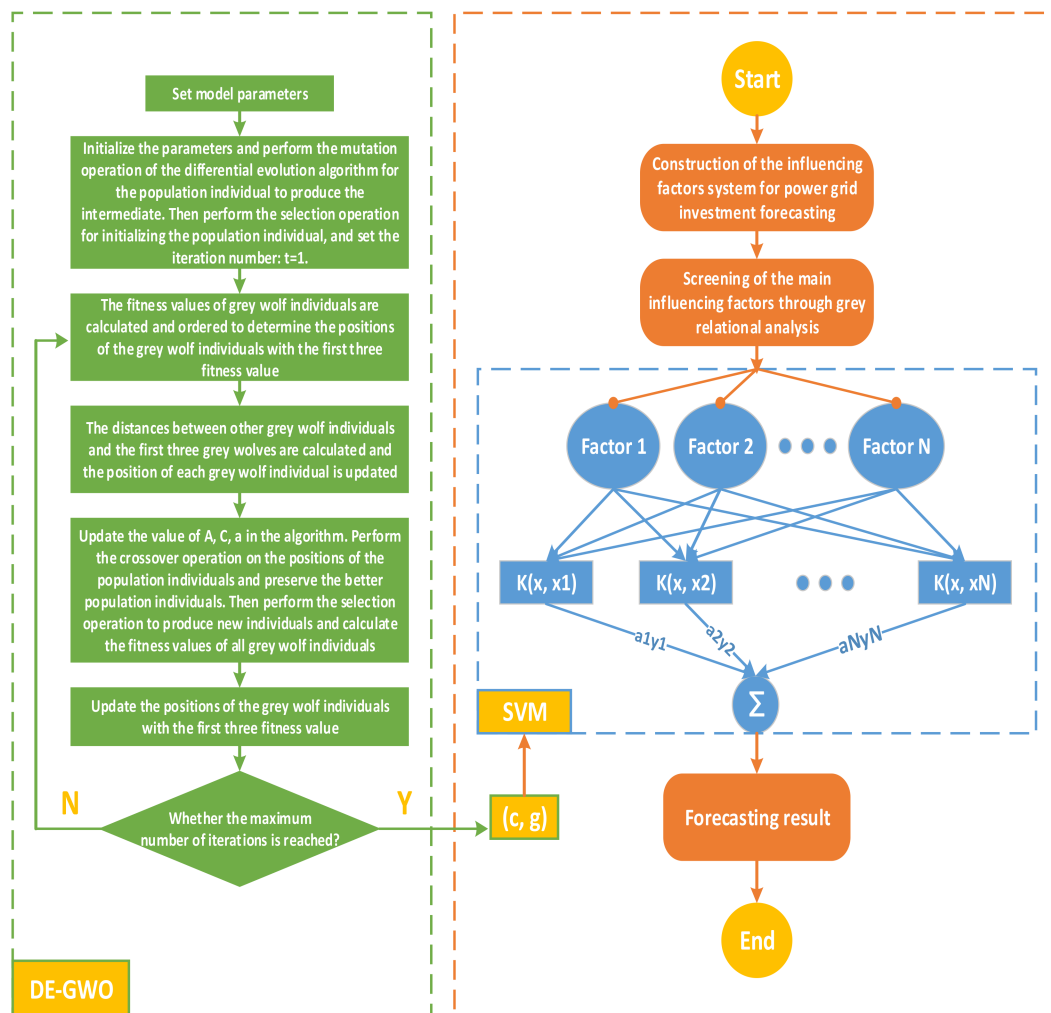 Set model parameters
Initialize the parameters and perform the mutation
operation of the differential evolution algorithm for
the population individual to produce the
intermediate. Then perform the selection operation
for initializing the population individual, and set the
iteration number: t=1.
The fitness values of grey wolf individuals are
calculated and ordered to determine the positions
of the grey wolf individuals with the first three
fitness value
The distances between other grey wolf individuals
and the first three grey wolves are calculated and
the position of each grey wolf individual is updated
Update the value of A, C, a in the algorithm. Perform
the crossover operation on the positions of the
population individuals and preserve the better
population individuals. Then perform the selection
operation to produce new individuals and calculate
the fitness values of all grey wolf individuals
Update the positions of the grey wolf individuals
with the first three fitness value
N
Y
Whether the maximum
number of iterations is reached?
DE-GWO
Start
Construction of the influencing
factors system for power grid
investment forecasting
Screening of the main
influencing factors through grey
relational analysis
Factor 1
Factor 2
Factor N
K(x, x1)
K(x, x2)
K(x, xN)
a1y1
a2y2
aNyN
Σ
SVM
(c, g)
Forecasting result
End